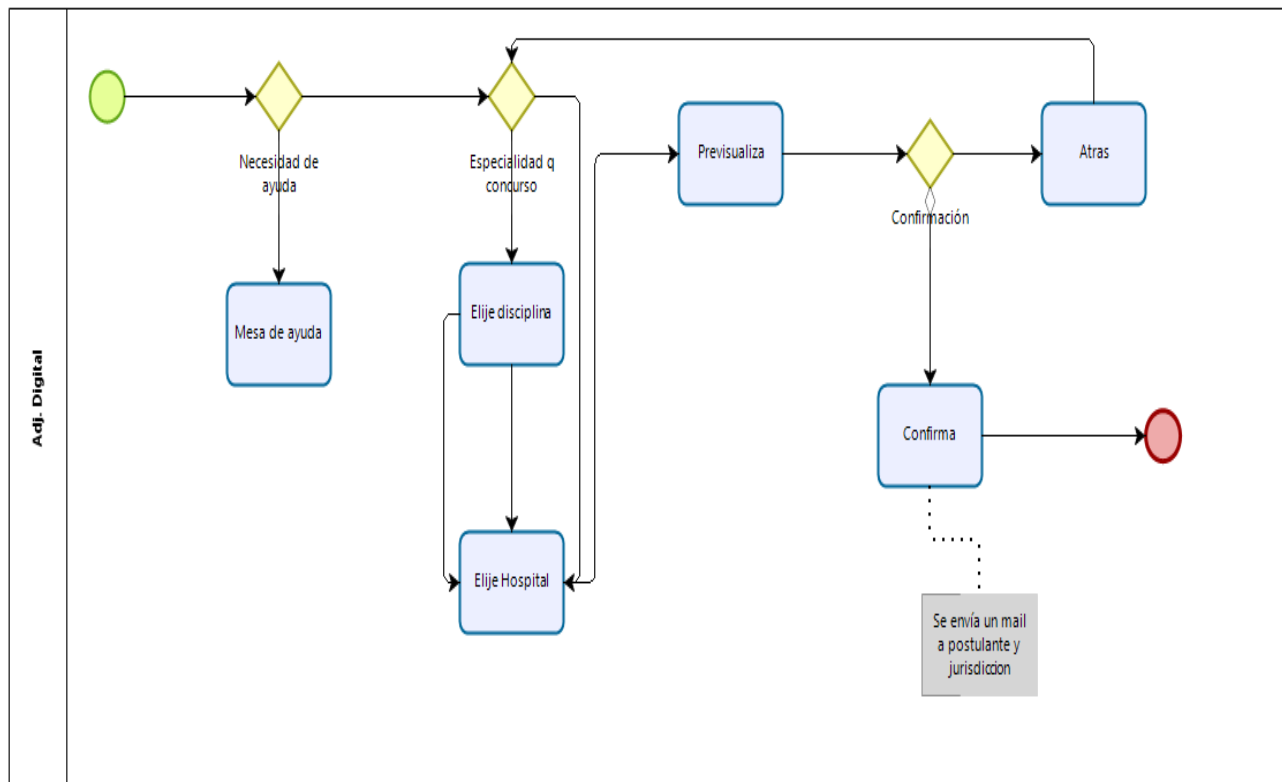 Adj. Digital
Necesidad de
ayuda
Mesa de ayuda
Especialidad q
concurso
Elije disciplina
Elije Hospital
Previsualiza
Confirmación
Atras
Confirma
Se envía un mail
a postulante y
jurisdiccion